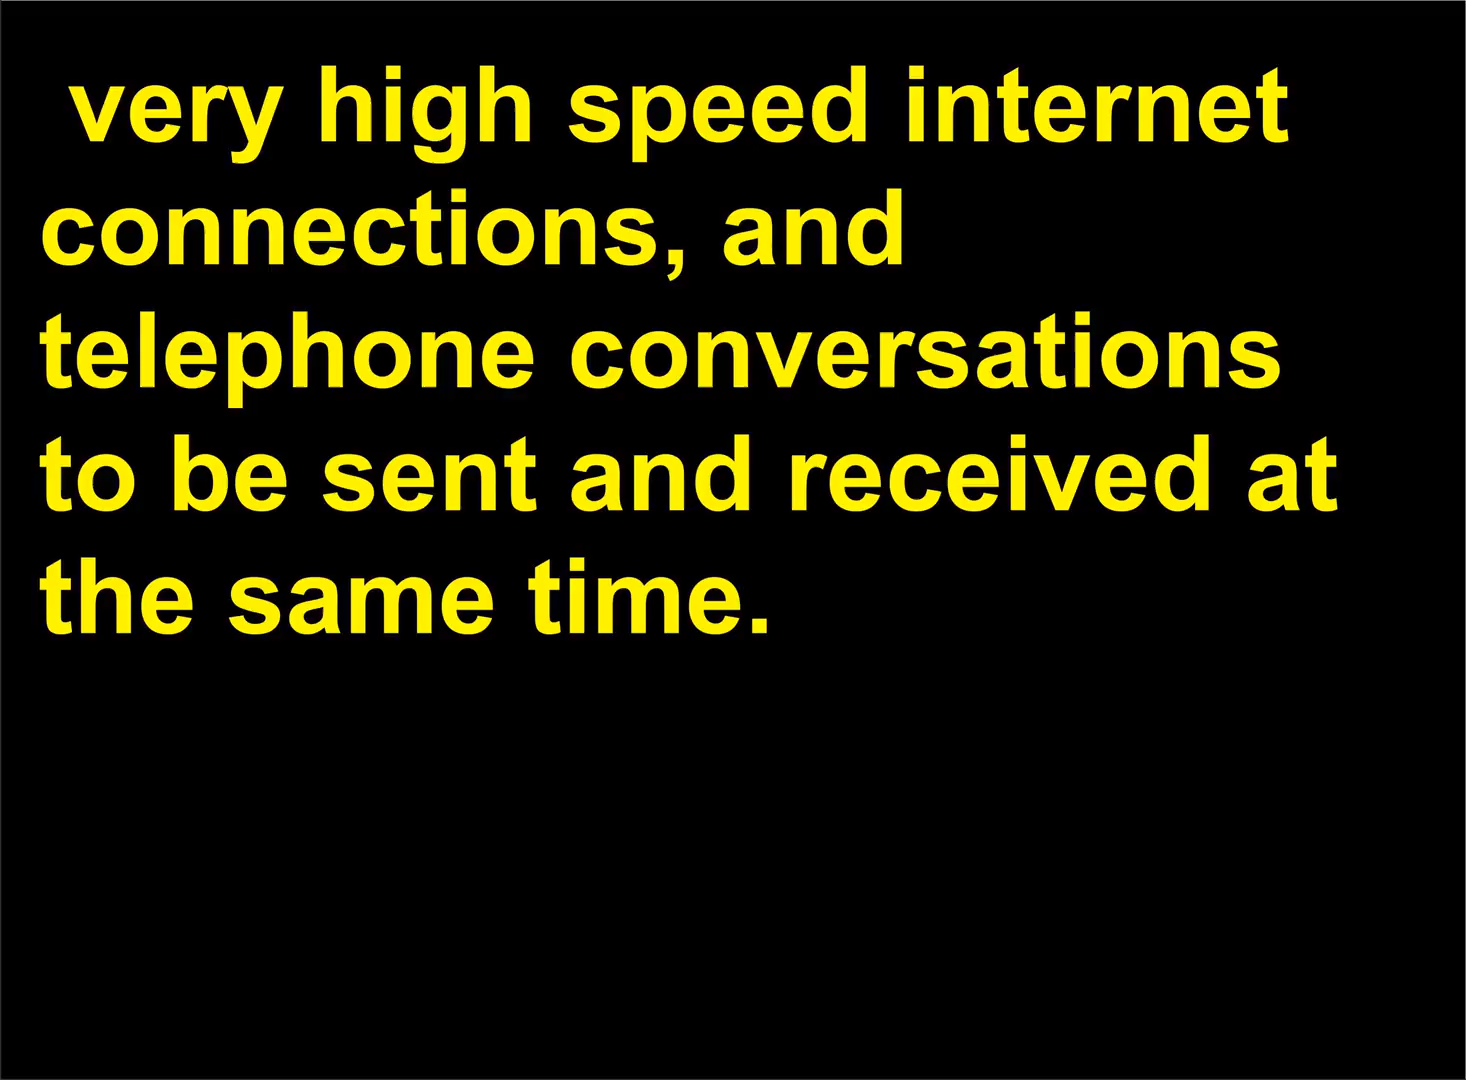 very high speed internet
connections, and
telephone conversations
to be sent and received at
the same time.